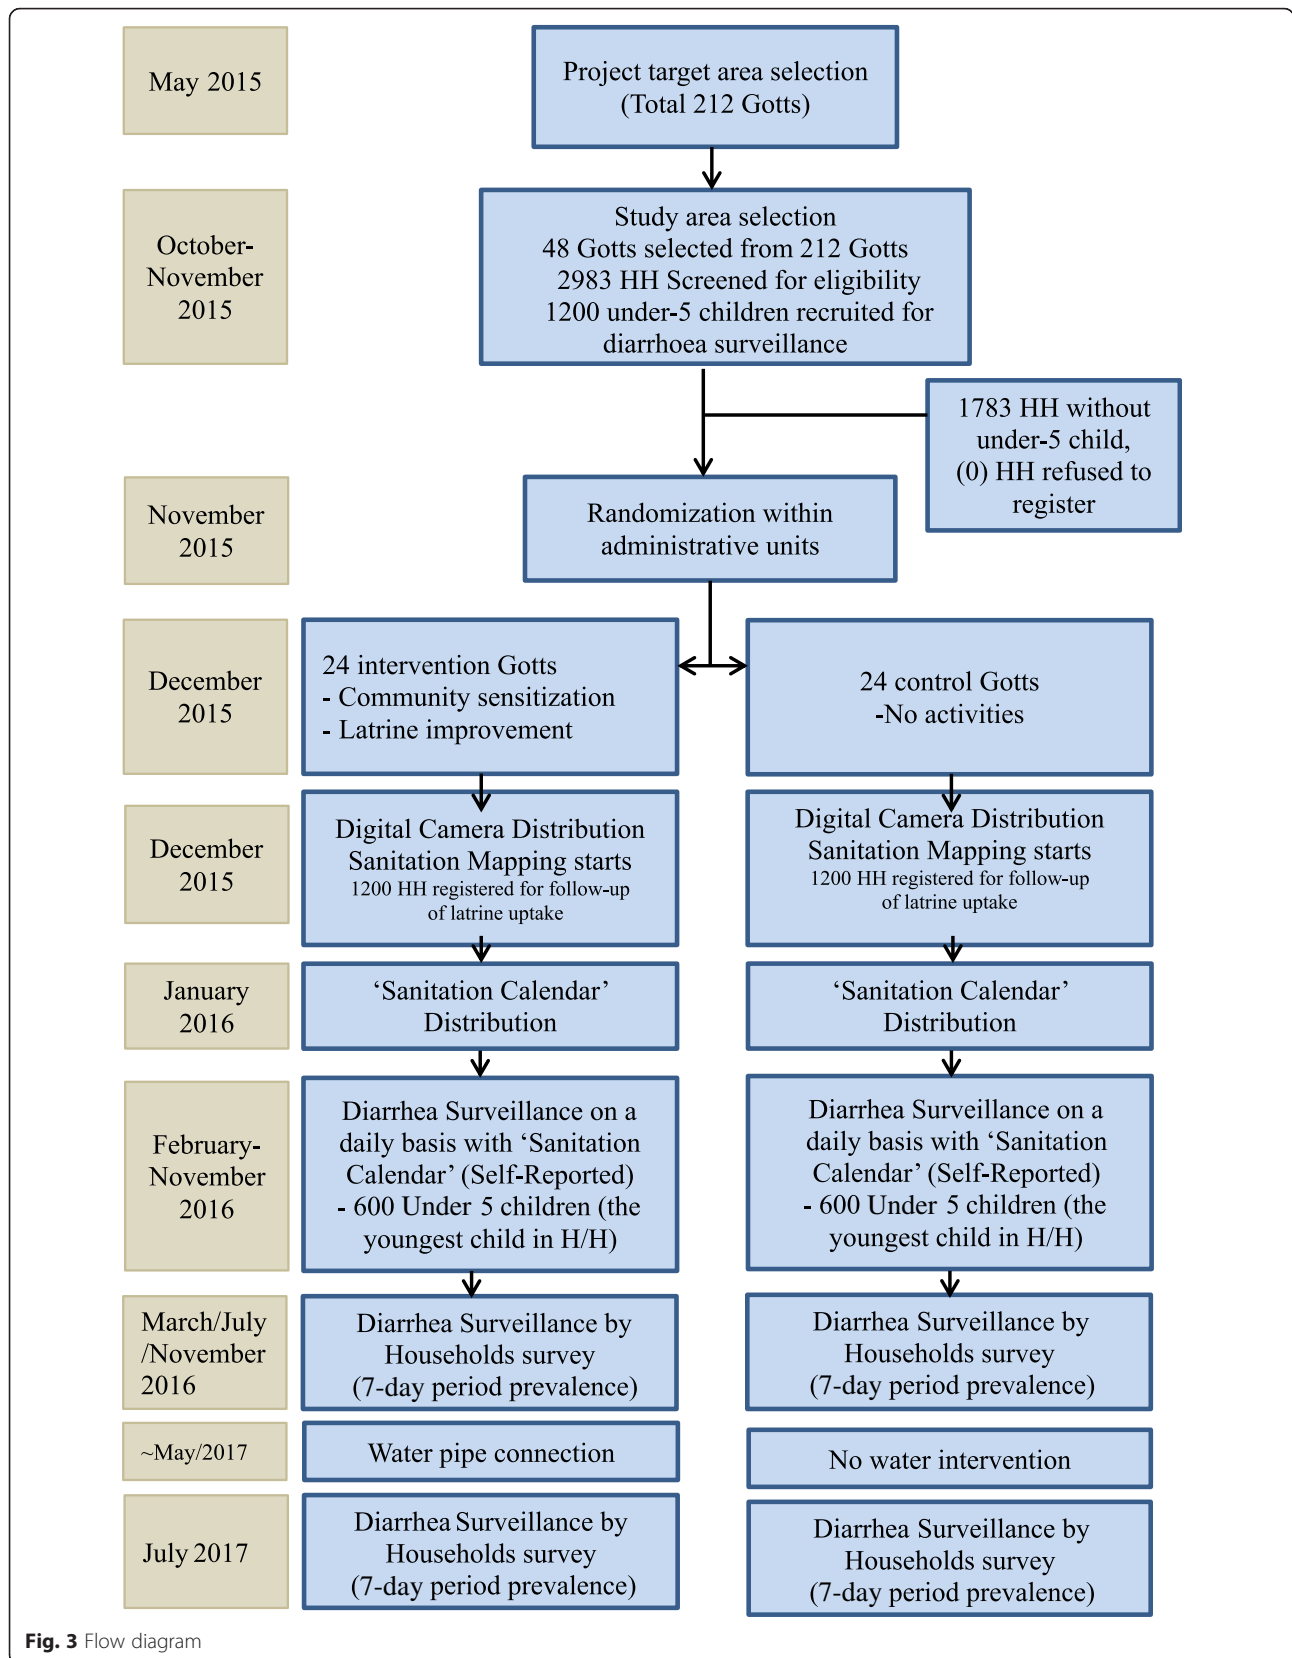 May 2015
Project target area selection
(Total 212 Gotts)
October-
November
2015
Study area selection
48 Gotts selected from 212 Gotts
2983 HH Screened for eligibility
1200 under-5 children recruited for
diarrhoea surveillance
1783 HH without
under-5 child,
(0) HH refused to
register
November
2015
Randomization within
administrative units
December
2015
24 intervention Gotts
- Community sensitization
- Latrine improvement
24 control Gotts
-No activities
December
2015
Digital Camera Distribution
Sanitation Mapping starts
1200 HH registered for follow-up
of latrine uptake
Digital Camera Distribution
Sanitation Mapping starts
1200 HH registered for follow-up
of latrine uptake
January
2016
‘Sanitation Calendar’
Distribution
‘Sanitation Calendar’
Distribution
February-
November
2016
Diarrhea Surveillance on a
daily basis with ‘Sanitation
Calendar’ (Self-Reported)
- 600 Under 5 children (the
youngest child in H/H)
Diarrhea Surveillance on a
daily basis with ‘Sanitation
Calendar’ (Self-Reported)
- 600 Under 5 children (the
youngest child in H/H)
March/July
/November
2016
Diarrhea Surveillance by
Households survey
(7-day period prevalence)
Diarrhea Surveillance by
Households survey
(7-day period prevalence)
~May/2017
Water pipe connection
No water intervention
July 2017
Diarrhea Surveillance by
Households survey
(7-day period prevalence)
Diarrhea Surveillance by
Households survey
(7-day period prevalence)
Fig. 3 Flow diagram